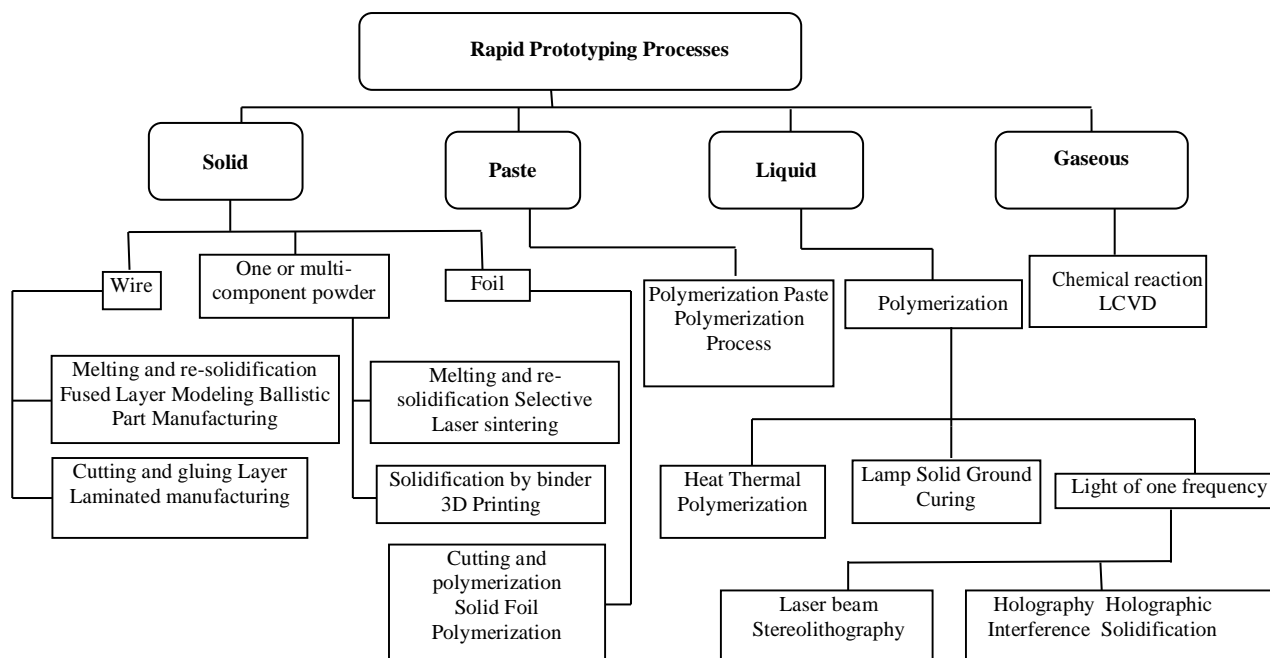 Rapid Prototyping Processes
Solid
Paste
Liquid
Gaseous
Wire
One or multi-
component powder
Foil
Polymerization Paste
Polymerization
Process
Polymerization
Chemical reaction
LCVD
Melting and re-solidification
Fused Layer Modeling Ballistic
Part Manufacturing
Melting and re-
solidification Selective
Laser sintering
Cutting and gluing Layer
Laminated manufacturing
Solidification by binder
3D Printing
Heat Thermal
Polymerization
Lamp Solid Ground
Curing
Light of one frequency
Cutting and
polymerization
Solid Foil
Polymerization
Laser beam
Stereolithography
Holography Holographic
Interference Solidification